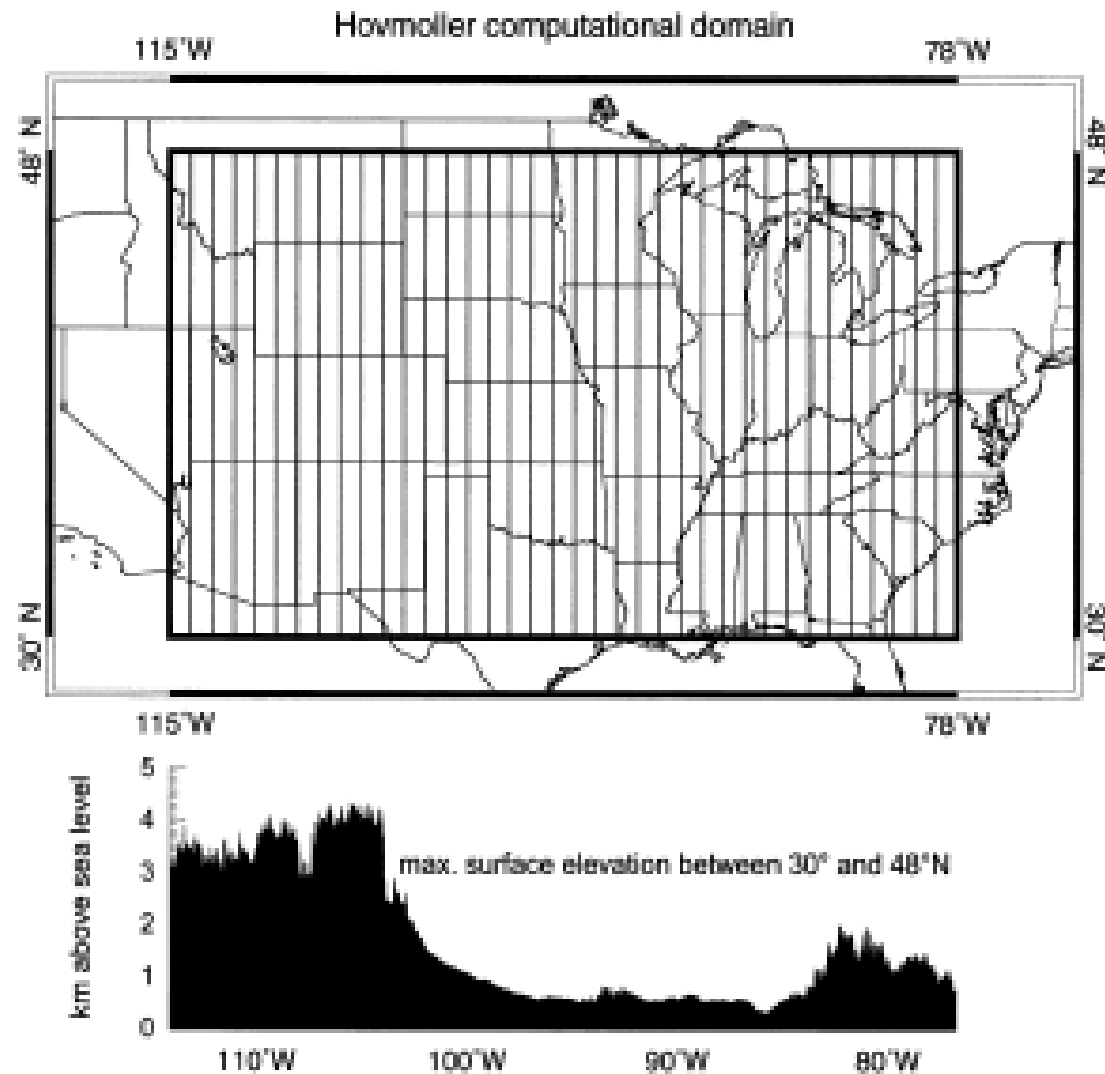 Hovmoller computational domain
115°W 78°W
48° N 48° N
30° N 30° N
115°W 78°W
5
4
3
2
1
0
km above sea level
max. surface elevation between 30° and 48°N
110°W 100°W 90°W 80°W